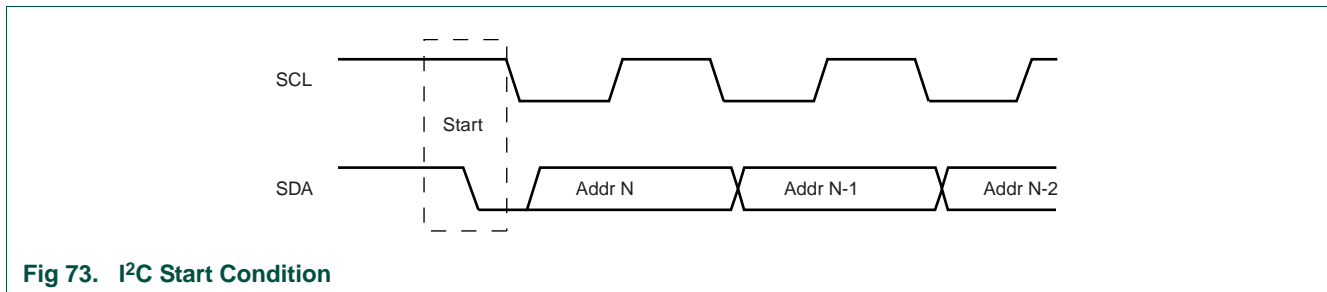 SCL
Start
SDA
Addr N
Addr N-1
Addr N-2
Fig 73. I²C Start Condition